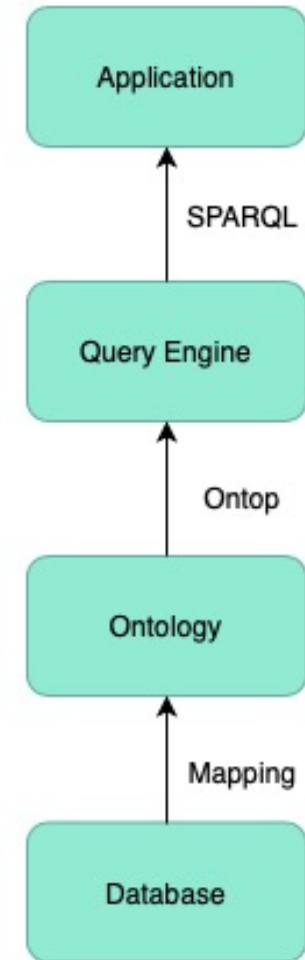 Application
SPARQL
Query Engine
Ontop
Ontology
Mapping
Database